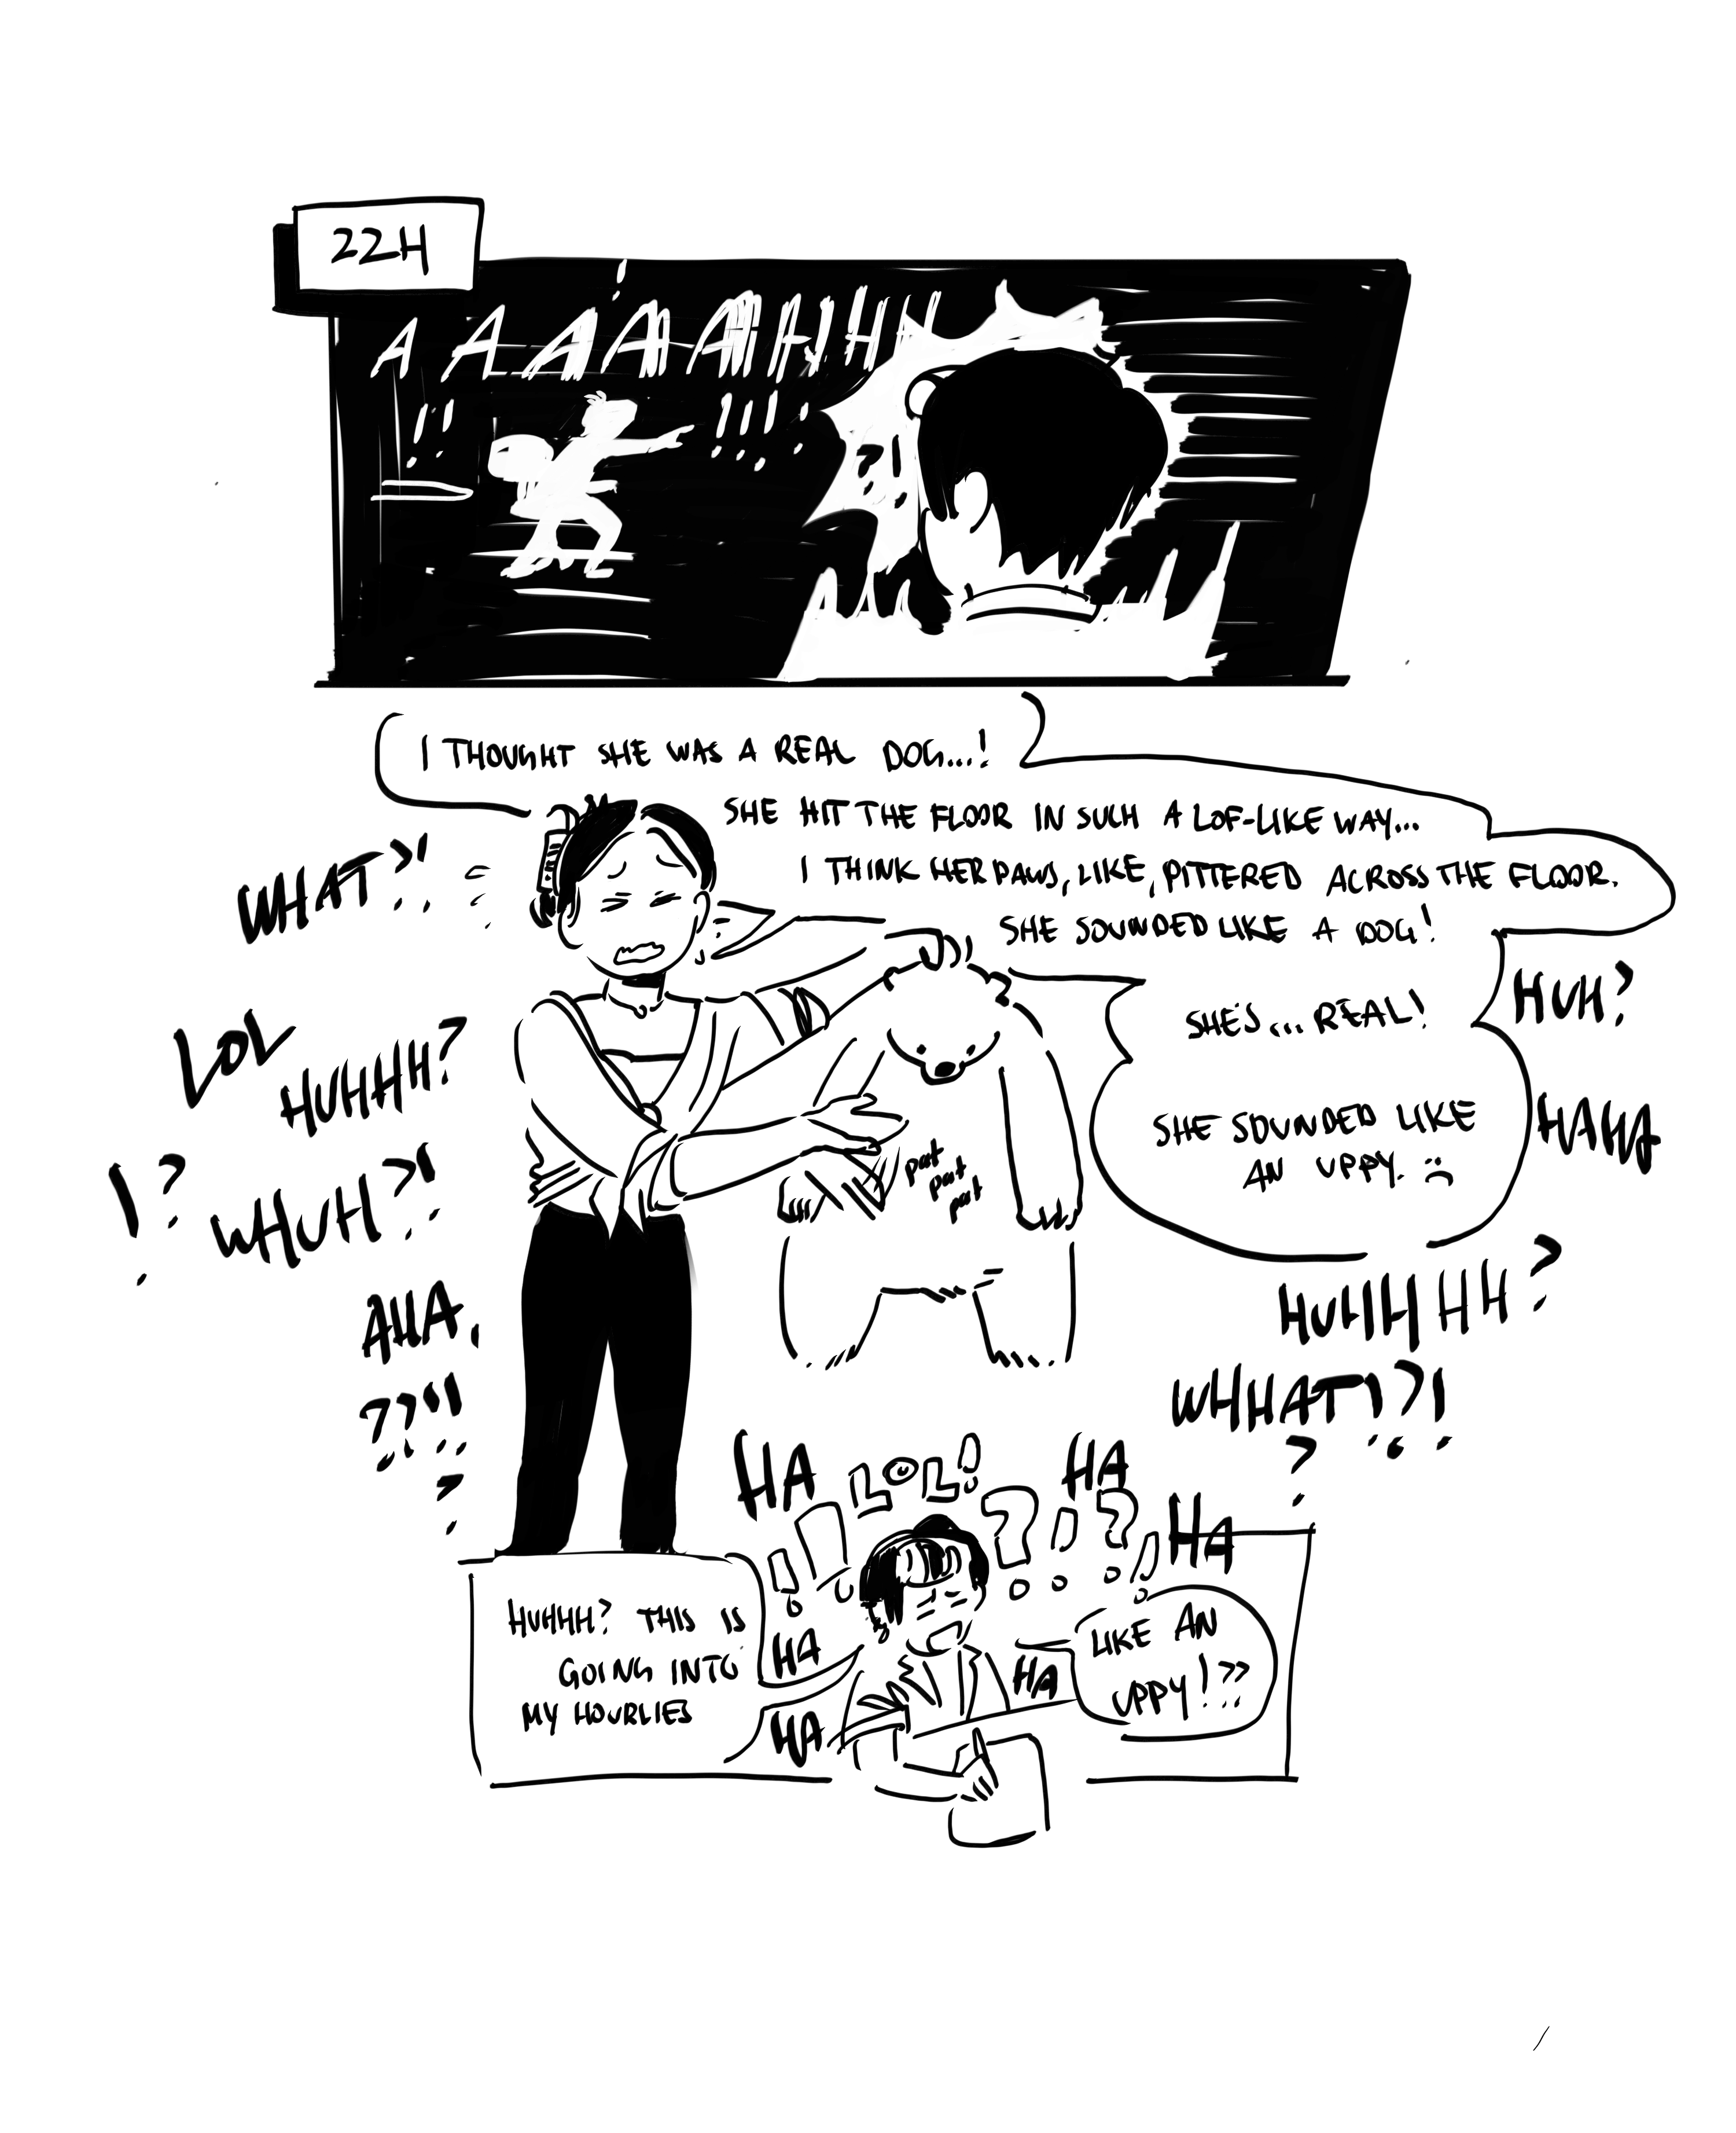 22H
A A A A A A H H H H
!! !!!!
?!
I THOUGHT SHE WAS A REAL DOG...!
SHE HIT THE FLOOR IN SUCH A LOF-LIKE WAY...
I THINK HER PAWS, LIKE, PITTERED ACROSS THE FLOOR.
SHE SOUNDED LIKE A DOG!
WHAT?!
SHE'S... REAL!
SHE SOUNDED LIKE
AN UPPY. :(
HUH?
HAHA
LOL
HUHHH?
!?
WHUH?!
pat
pat
pat
AHA.
??!!
?
HUHHHH?
WHHAT!?!
?
HA LOL! HA
!! ?!?! HA
HUHHH? THIS IS
GOING INTO
MY HOURLIES
HA
HA
HA
LIKE AN
UPPY!??